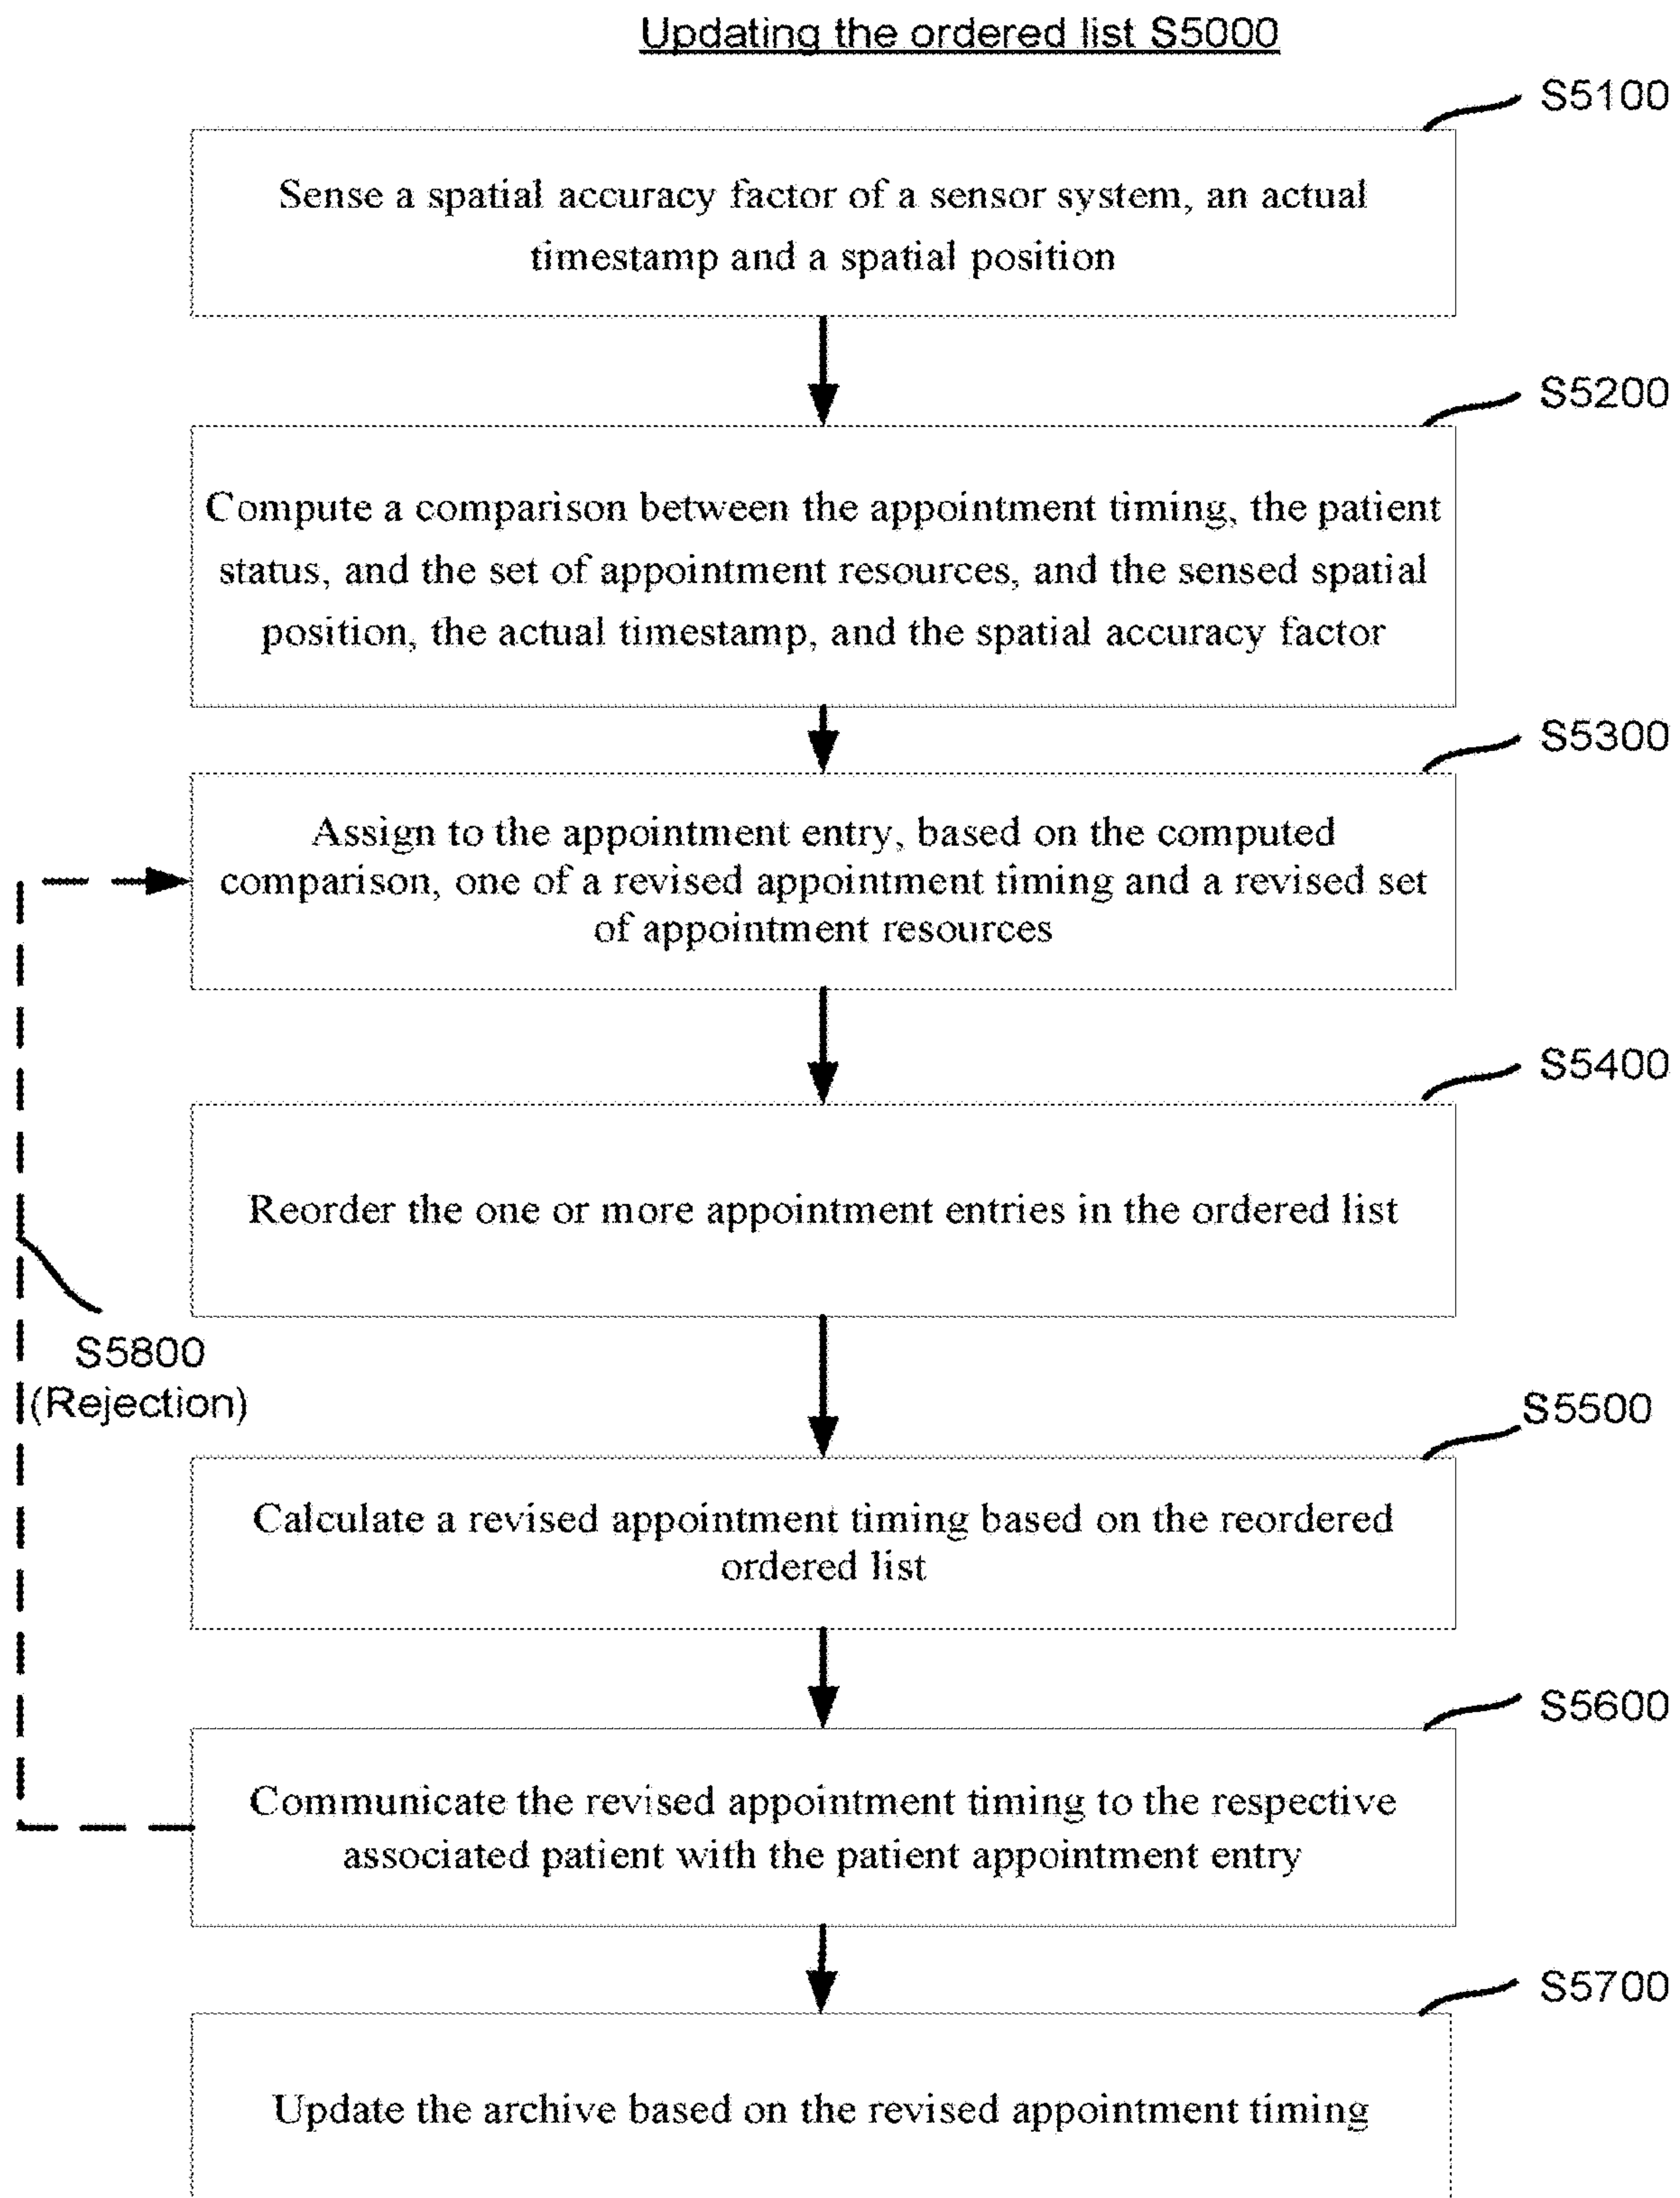 Updating the ordered list S5000
S5100
Sense a spatial accuracy factor of a sensor system, an actual
timestamp and a spatial position
S5200
Compute a comparison between the appointment timing, the patient
status, and the set of appointment resources, and the sensed spatial
position, the actual timestamp, and the spatial accuracy factor
S5300
Assign to the appointment entry, based on the computed
comparison, one of a revised appointment timing and a revised set
of appointment resources
S5400
Reorder the one or more appointment entries in the ordered list
S5800
(Rejection)
S5500
Calculate a revised appointment timing based on the reordered
ordered list
S5600
Communicate the revised appointment timing to the respective
associated patient with the patient appointment entry
S5700
Update the archive based on the revised appointment timing